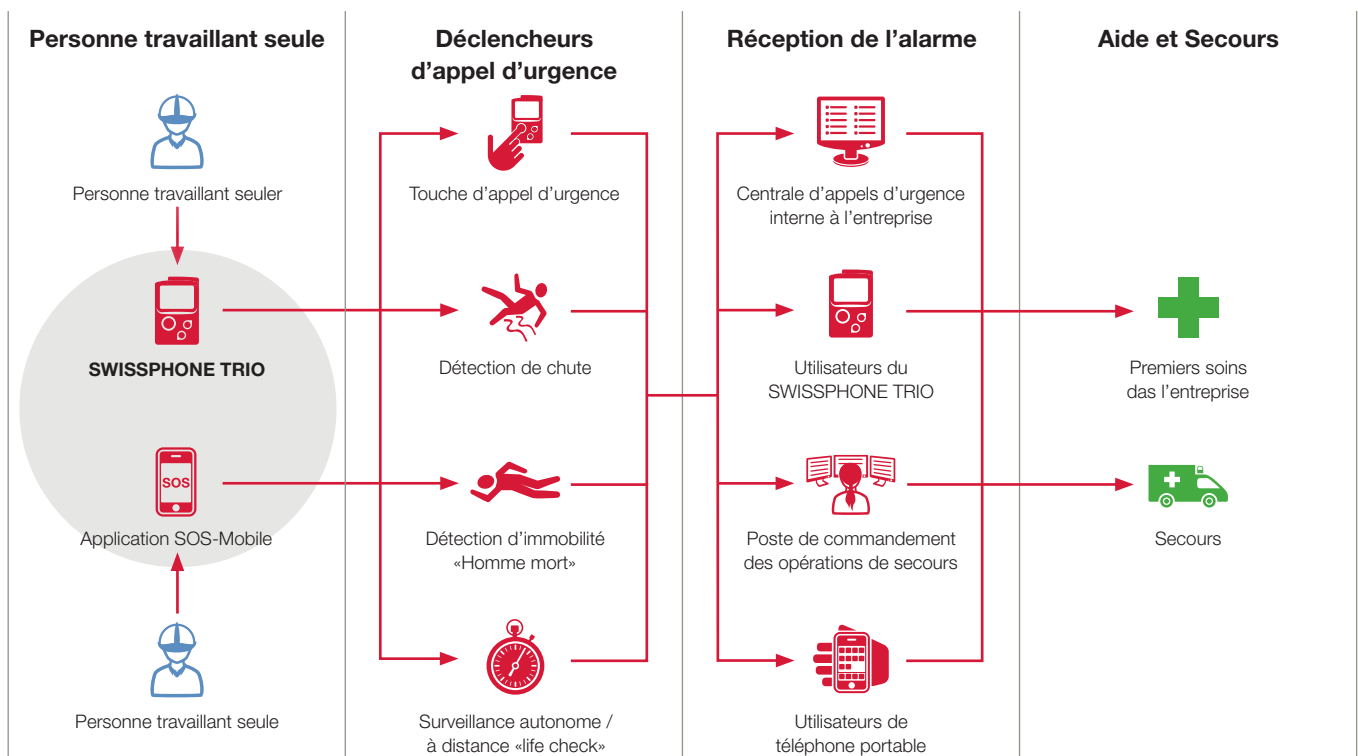 Personne travaillant seule
Déclencheurs
d’appel d’urgence
Réception de l’alarme
Aide et Secours
Personne travaillant seuler
SWISSPHONE TRIO
SOS
Application SOS-Mobile
Personne travaillant seule
Touche d’appel d’urgence
Détection de chute
Détection d’immobilité
«Homme mort»
Surveillance autonome /
à distance «life check»
Centrale d’appels d’urgence
interne à l’entreprise
Utilisateurs du
SWISSPHONE TRIO
Poste de commandement
des opérations de secours
Utilisateurs de
téléphone portable
Premiers soins
das l’entreprise
Secours